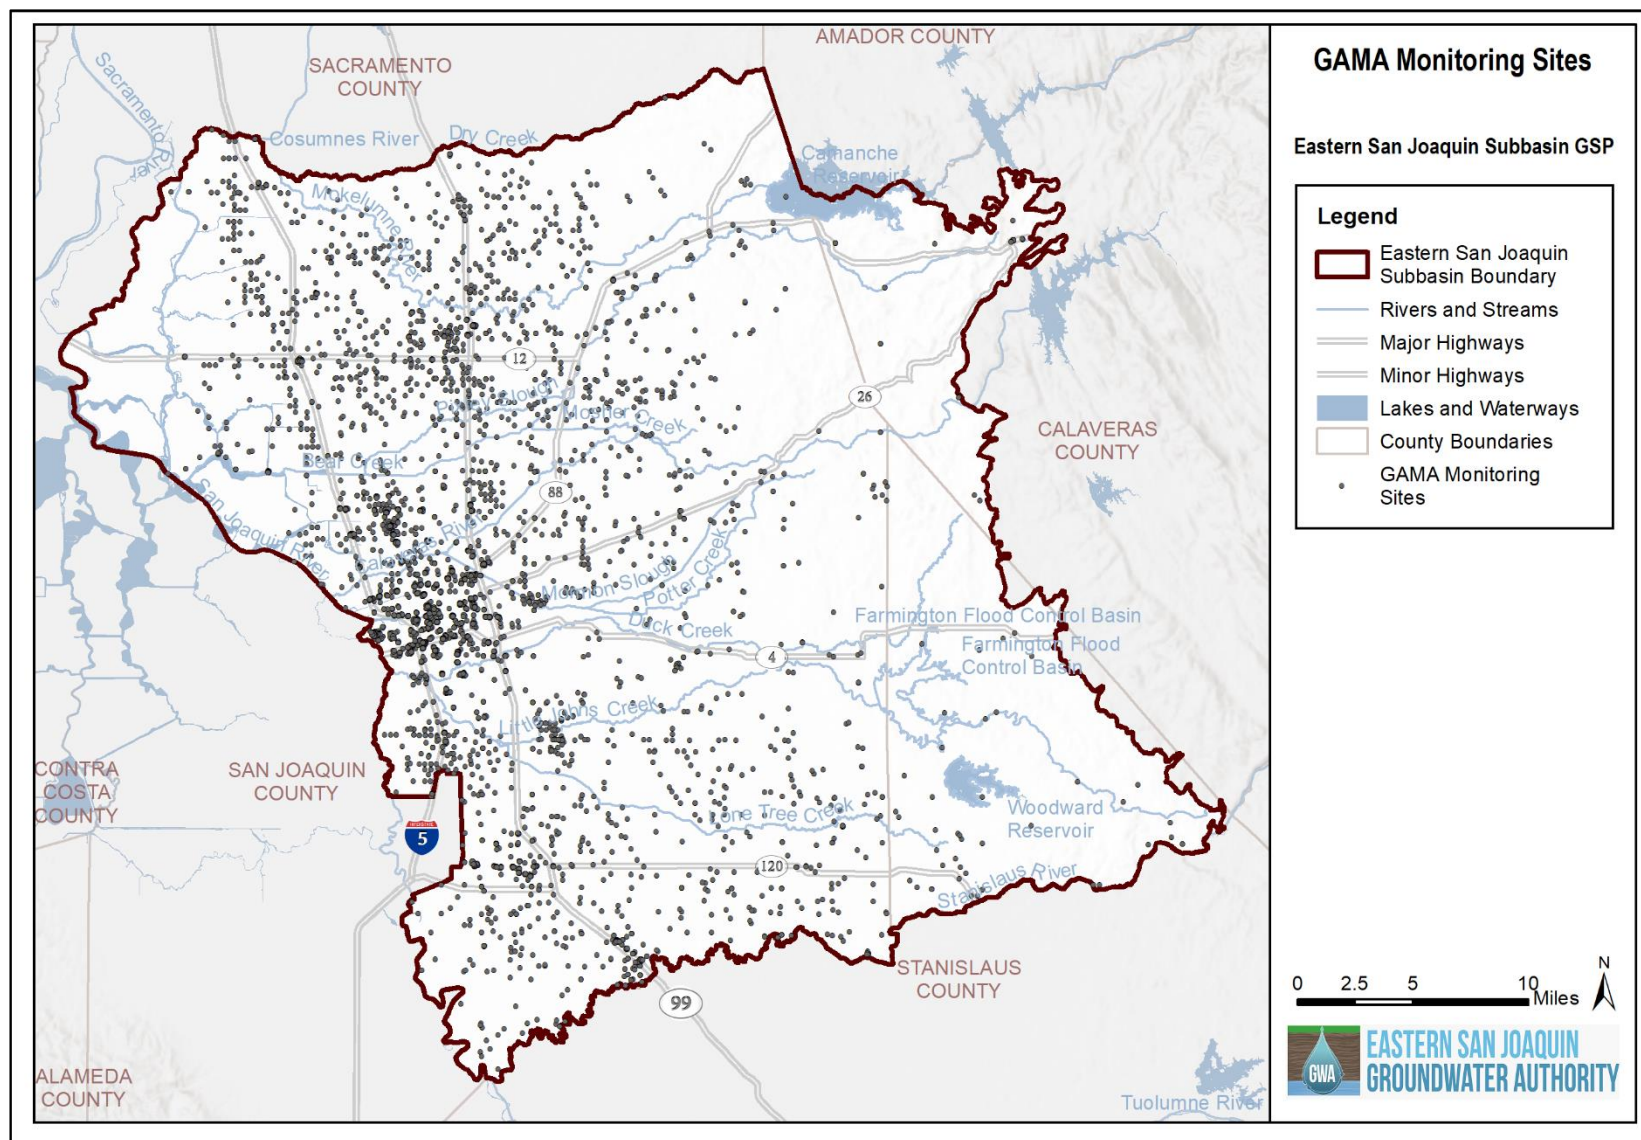 AMADOR COUNTY
SACRAMENTO
COUNTY
Sacramento River
Cosumnes River
Dry Creek
Camanche
Reservoir
Mokelumne River
12
Pixley Slough
Mosher Creek
26
CALAVERAS
COUNTY
Bear Creek
88
San Joaquin River
Calaveras River
Mormon Slough
Potter Creek
Duck Creek
Farmington Flood Control Basin
Farmington Flood
Control Basin
4
Little Johns Creek
CONTRA
COSTA
COUNTY
SAN JOAQUIN
COUNTY
INTERSTATE
5
Lone Tree Creek
Woodward
Reservoir
120
Stanislaus River
STANISLAUS
COUNTY
99
ALAMEDA
COUNTY
Tuolumne River
GAMA Monitoring Sites
Eastern San Joaquin Subbasin GSP
Legend
Eastern San Joaquin
Subbasin Boundary
Rivers and Streams
Major Highways
Minor Highways
Lakes and Waterways
County Boundaries
GAMA Monitoring
Sites
0 2.5 5 10
Miles
N
GWA
EASTERN SAN JOAQUIN
GROUNDWATER AUTHORITY